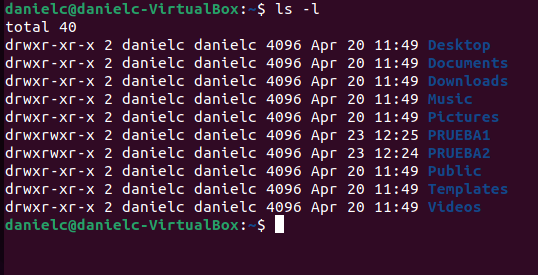 danielc@danielc-VirtualBox:~$ ls -l
total 40
drwxr-xr-x 2 danielc danielc 4096 Apr 20 11:49 Desktop
drwxr-xr-x 2 danielc danielc 4096 Apr 20 11:49 Documents
drwxr-xr-x 2 danielc danielc 4096 Apr 20 11:49 Downloads
drwxr-xr-x 2 danielc danielc 4096 Apr 20 11:49 Music
drwxr-xr-x 2 danielc danielc 4096 Apr 20 11:49 Pictures
drwxrwxr-x 2 danielc danielc 4096 Apr 23 12:25 PRUEBA1
drwxrwxr-x 2 danielc danielc 4096 Apr 23 12:24 PRUEBA2
drwxr-xr-x 2 danielc danielc 4096 Apr 20 11:49 Public
drwxr-xr-x 2 danielc danielc 4096 Apr 20 11:49 Templates
drwxr-xr-x 2 danielc danielc 4096 Apr 20 11:49 Videos
danielc@danielc-VirtualBox:~$